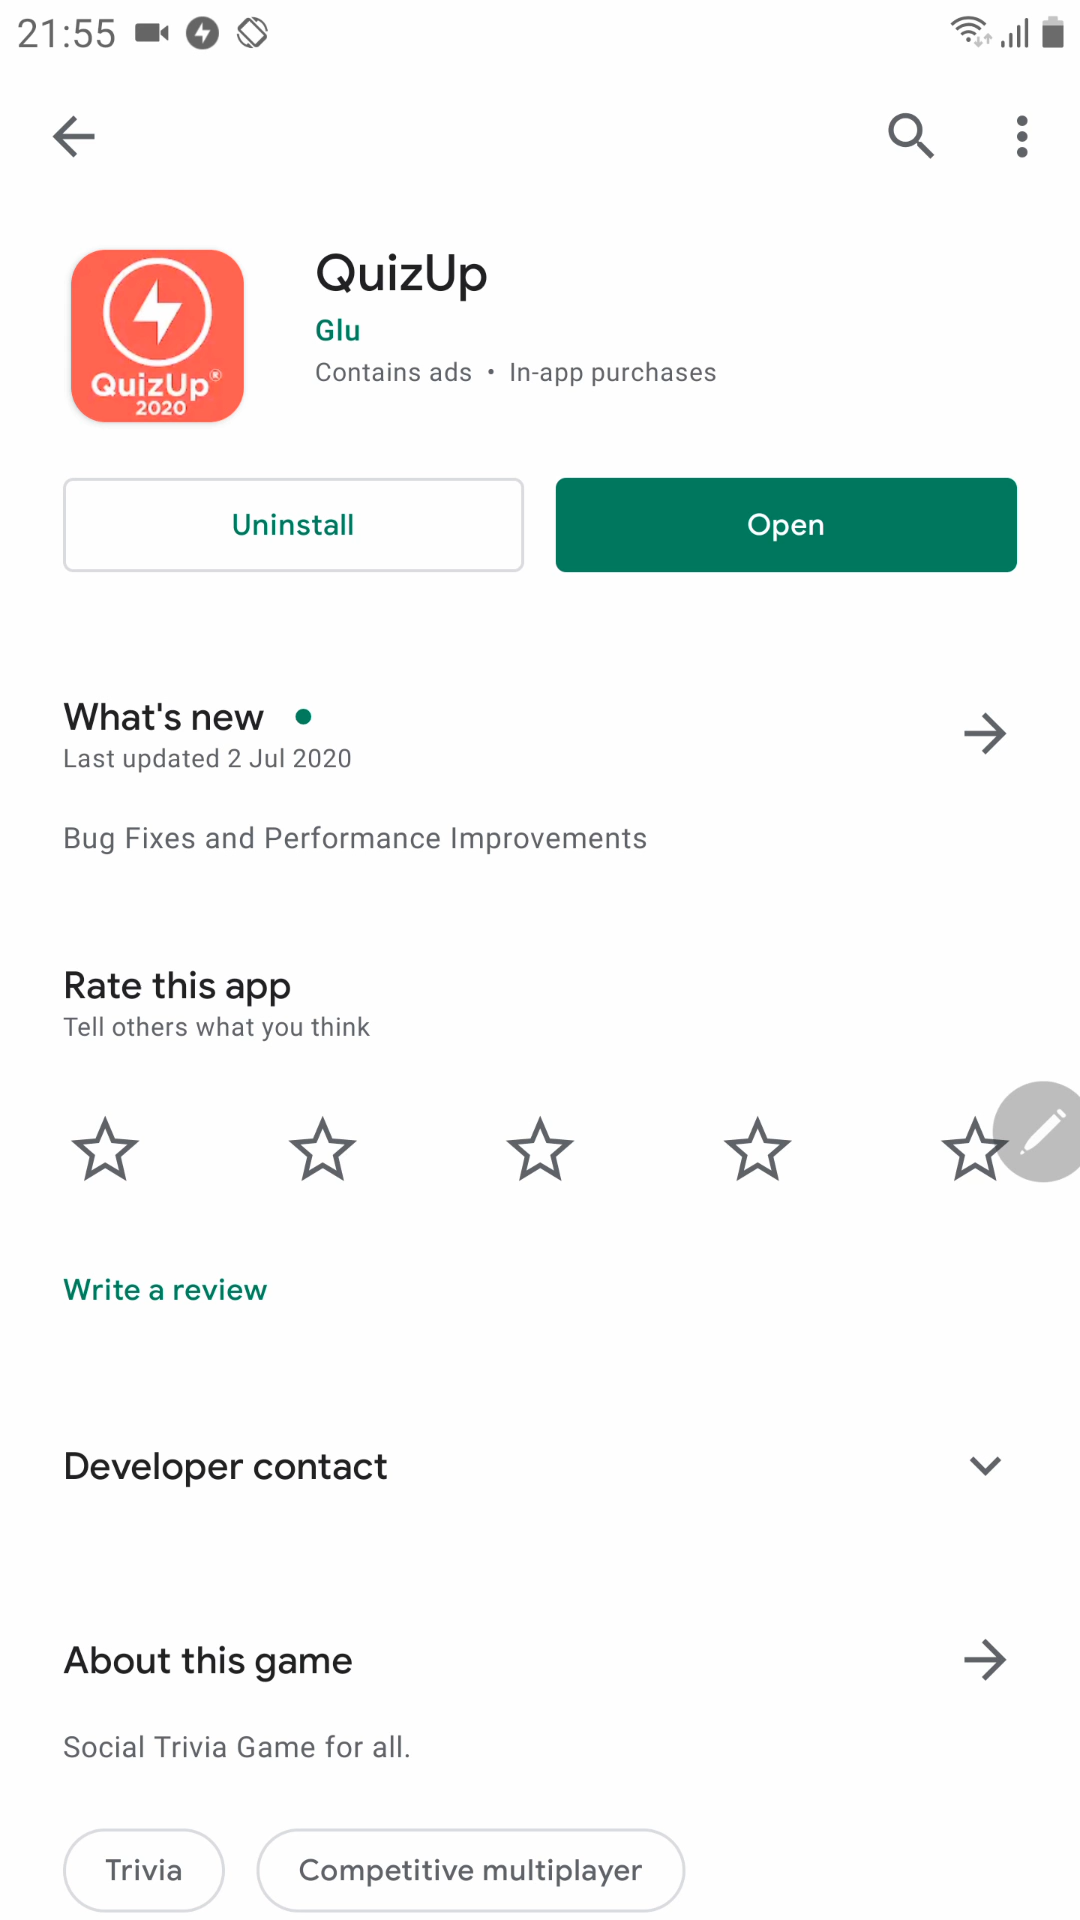 21:55
QuizUp
Glu
Contains ads • In-app purchases
QuizUp®
2020
Uninstall
Open
What's new
Last updated 2 Jul 2020
Bug Fixes and Performance Improvements
Rate this app
Tell others what you think
Write a review
Developer contact
About this game
Social Trivia Game for all.
Trivia
Competitive multiplayer